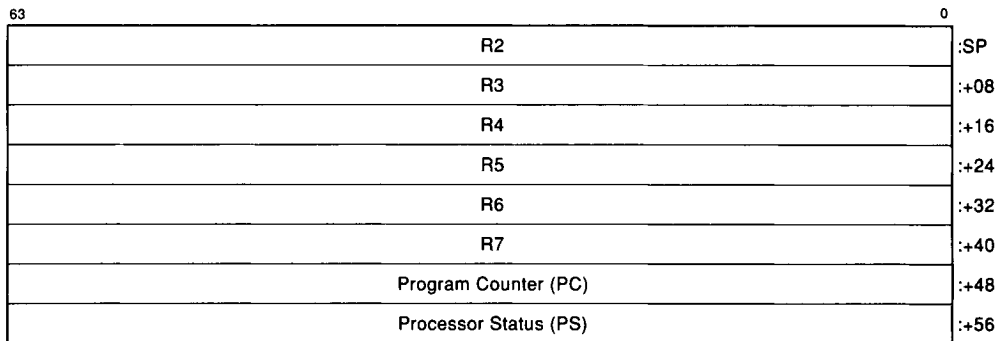 63 0
R2 :SP
R3 :+08
R4 :+16
R5 :+24
R6 :+32
R7 :+40
Program Counter (PC) :+48
Processor Status (PS) :+56